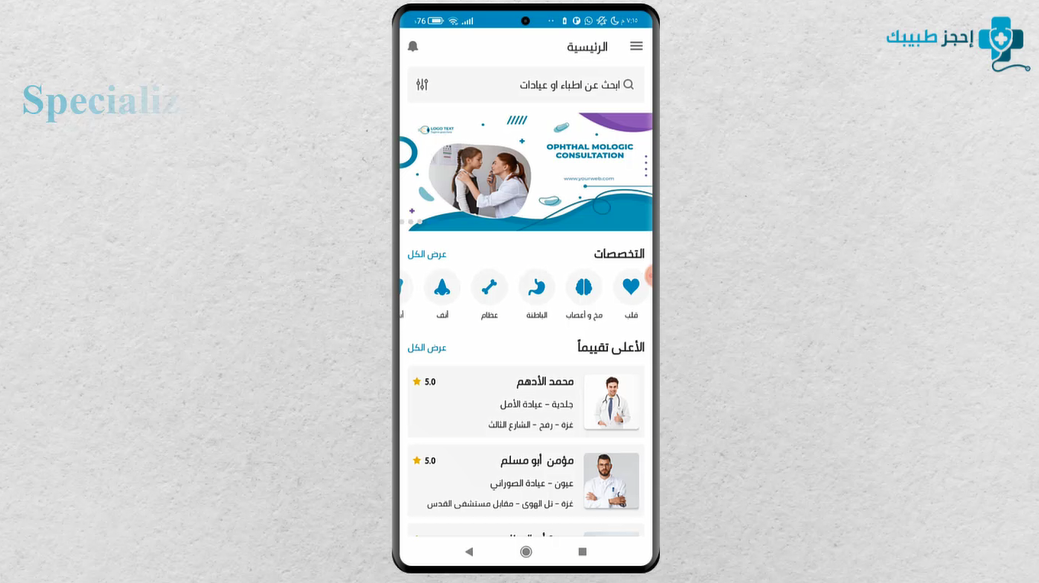 إحجز طبيبك
Specializ
76
٧:١٥ م
الرئيسية
ابحث عن اطباء او عيادات
LOGO TEXT
OPHTHAL MOLOGIC
CONSULTATION
www.yourweb.com
التخصصات
عرض الكل
قلب
مخ و أعصاب
الباطنة
عظام
أنف
الأعلى تقييماً
عرض الكل
محمد الأدهم
5.0
جلدية - عيادة الأمل
غزة - رفح - الشارع الثالث
مؤمن أبو مسلم
5.0
عيون - عيادة الصوراني
غزة - تل الهوى - مقابل مستشفى القدس